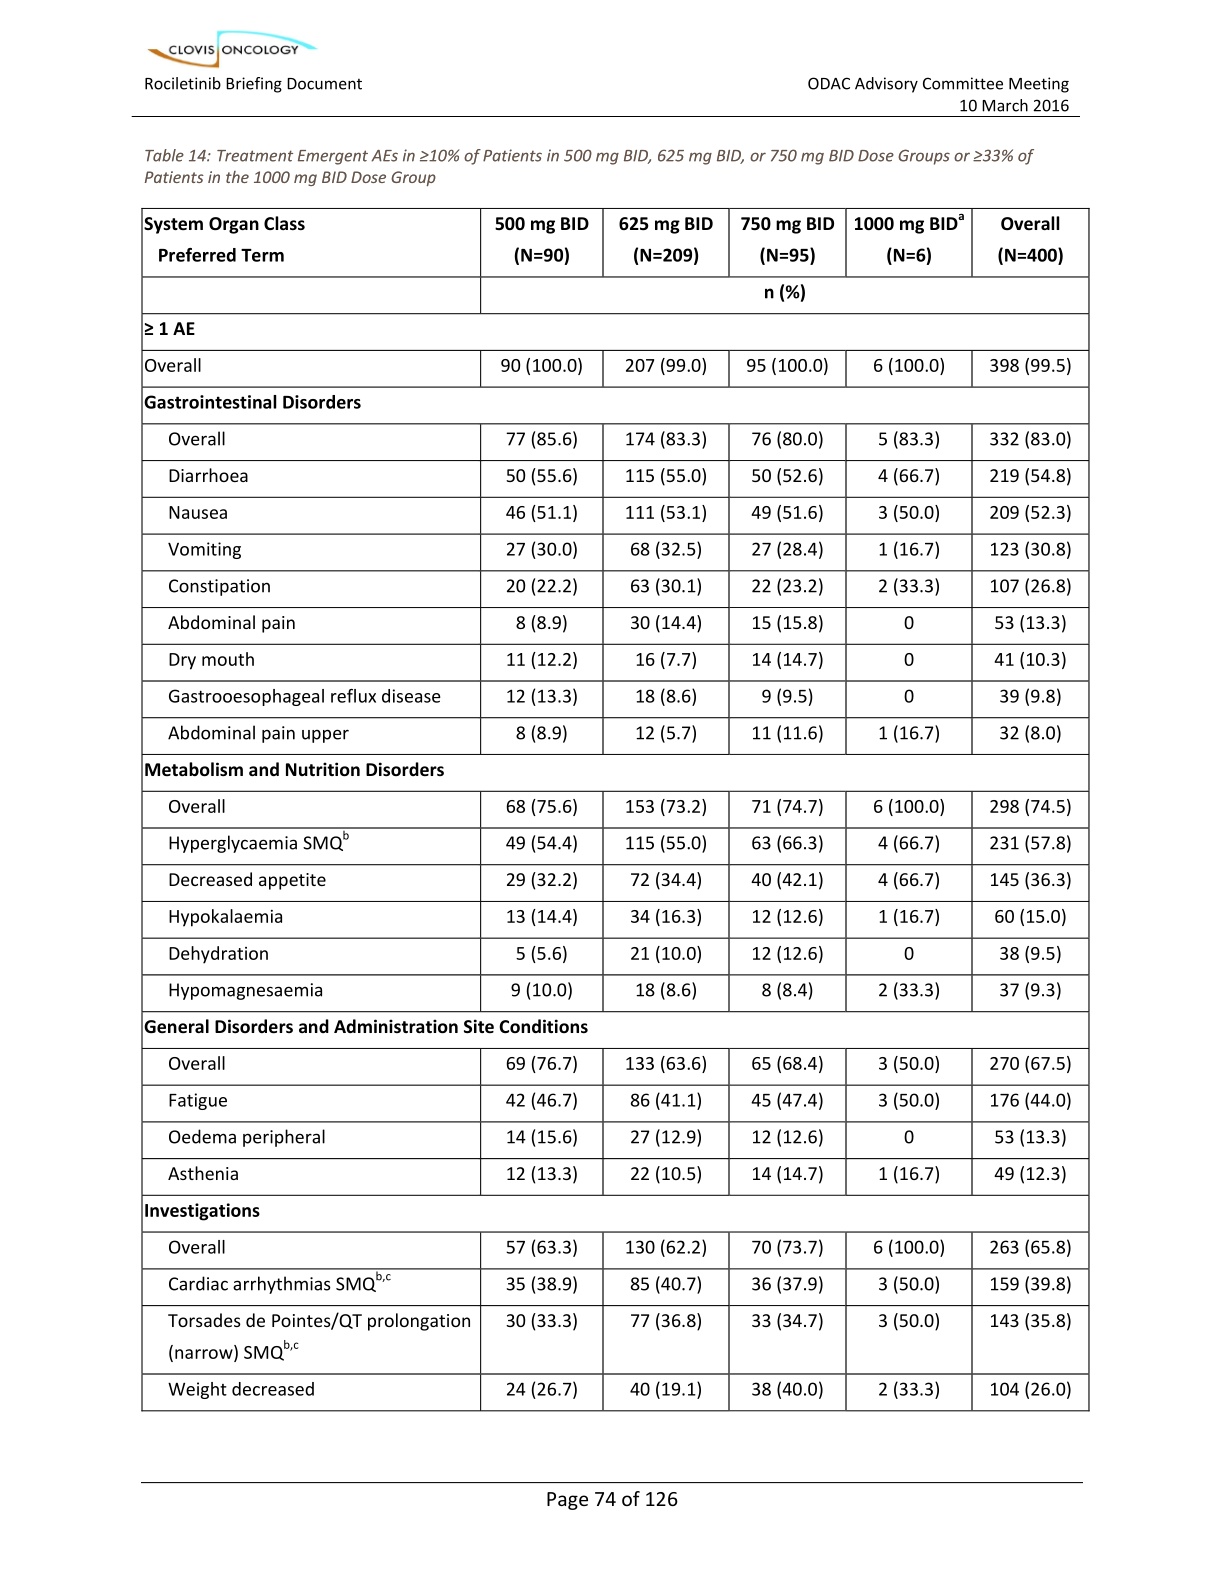 CLOVIS ONCOLOGY
Rociletinib Briefing Document ODAC Advisory Committee Meeting
10 March 2016
Table 14: Treatment Emergent AEs in ≥10% of Patients in 500 mg BID, 625 mg BID, or 750 mg BID Dose Groups or ≥33% of
Patients in the 1000 mg BID Dose Group
System Organ Class 500 mg BID 625 mg BID 750 mg BID 1000 mg BIDa Overall
Preferred Term (N=90) (N=209) (N=95) (N=6) (N=400)
n (%)
≥ 1 AE
Overall 90 (100.0) 207 (99.0) 95 (100.0) 6 (100.0) 398 (99.5)
Gastrointestinal Disorders
Overall 77 (85.6) 174 (83.3) 76 (80.0) 5 (83.3) 332 (83.0)
Diarrhoea 50 (55.6) 115 (55.0) 50 (52.6) 4 (66.7) 219 (54.8)
Nausea 46 (51.1) 111 (53.1) 49 (51.6) 3 (50.0) 209 (52.3)
Vomiting 27 (30.0) 68 (32.5) 27 (28.4) 1 (16.7) 123 (30.8)
Constipation 20 (22.2) 63 (30.1) 22 (23.2) 2 (33.3) 107 (26.8)
Abdominal pain 8 (8.9) 30 (14.4) 15 (15.8) 0 53 (13.3)
Dry mouth 11 (12.2) 16 (7.7) 14 (14.7) 0 41 (10.3)
Gastrooesophageal reflux disease 12 (13.3) 18 (8.6) 9 (9.5) 0 39 (9.8)
Abdominal pain upper 8 (8.9) 12 (5.7) 11 (11.6) 1 (16.7) 32 (8.0)
Metabolism and Nutrition Disorders
Overall 68 (75.6) 153 (73.2) 71 (74.7) 6 (100.0) 298 (74.5)
Hyperglycaemia SMQb 49 (54.4) 115 (55.0) 63 (66.3) 4 (66.7) 231 (57.8)
Decreased appetite 29 (32.2) 72 (34.4) 40 (42.1) 4 (66.7) 145 (36.3)
Hypokalaemia 13 (14.4) 34 (16.3) 12 (12.6) 1 (16.7) 60 (15.0)
Dehydration 5 (5.6) 21 (10.0) 12 (12.6) 0 38 (9.5)
Hypomagnesaemia 9 (10.0) 18 (8.6) 8 (8.4) 2 (33.3) 37 (9.3)
General Disorders and Administration Site Conditions
Overall 69 (76.7) 133 (63.6) 65 (68.4) 3 (50.0) 270 (67.5)
Fatigue 42 (46.7) 86 (41.1) 45 (47.4) 3 (50.0) 176 (44.0)
Oedema peripheral 14 (15.6) 27 (12.9) 12 (12.6) 0 53 (13.3)
Asthenia 12 (13.3) 22 (10.5) 14 (14.7) 1 (16.7) 49 (12.3)
Investigations
Overall 57 (63.3) 130 (62.2) 70 (73.7) 6 (100.0) 263 (65.8)
Cardiac arrhythmias SMQb,c 35 (38.9) 85 (40.7) 36 (37.9) 3 (50.0) 159 (39.8)
Torsades de Pointes/QT prolongation 30 (33.3) 77 (36.8) 33 (34.7) 3 (50.0) 143 (35.8)
(narrow) SMQb,c
Weight decreased 24 (26.7) 40 (19.1) 38 (40.0) 2 (33.3) 104 (26.0)
Page 74 of 126